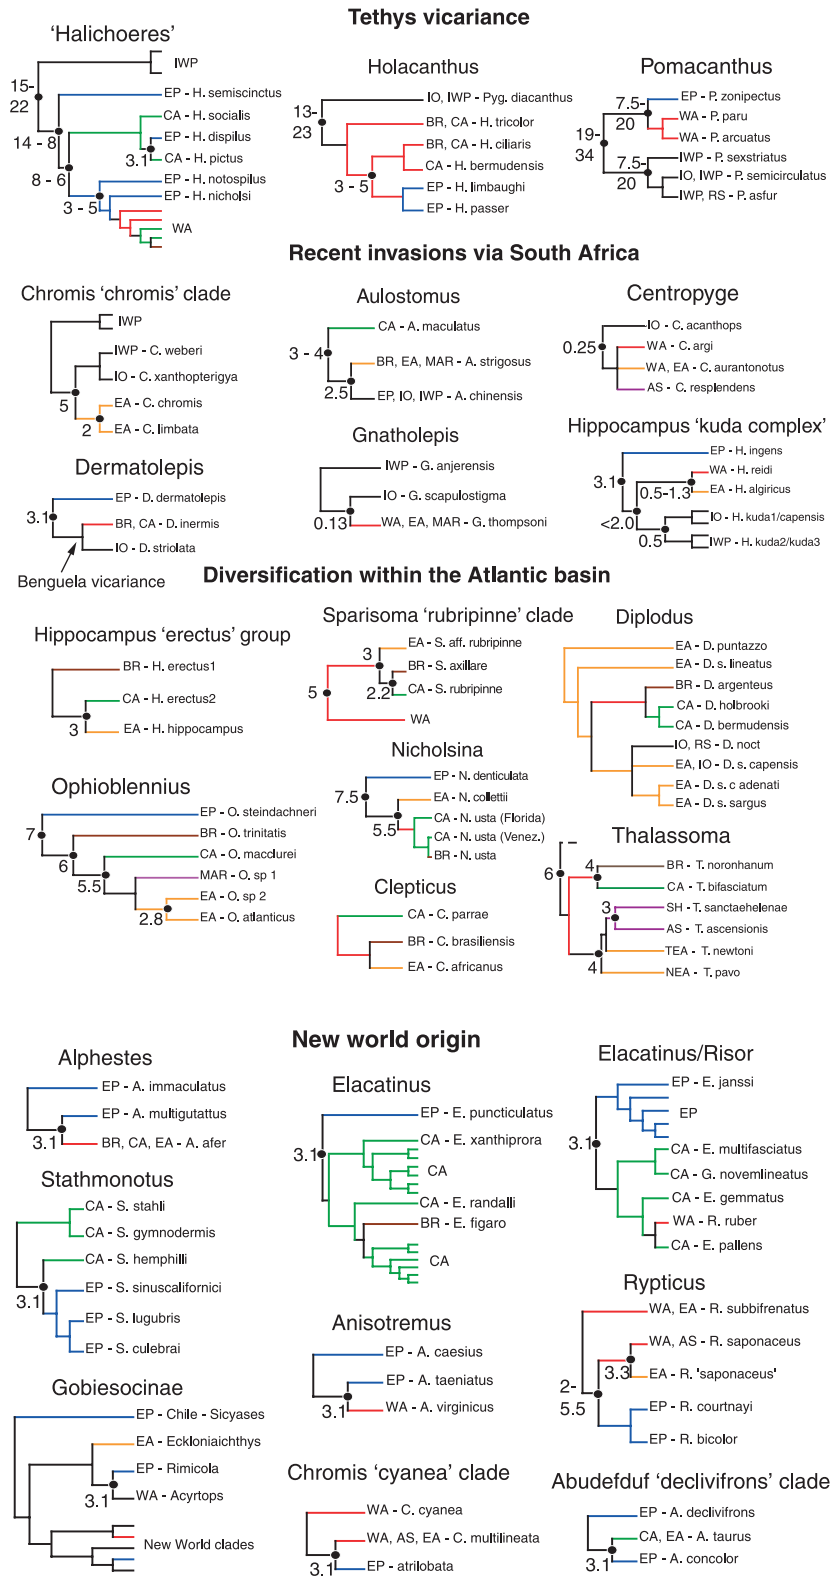 Tethys vicariance
'Halichoeres'
IWP
EP - H. semiscinctus
15-
22
CA - H. socialis
14 - 8
EP - H. dispilus
3.1
CA - H. pictus
8 - 6
EP - H. notospilus
EP - H. nicholsi
3 - 5
WA
Holacanthus
IO, IWP - Pyg. diacanthus
13-
23
BR, CA - H. tricolor
BR, CA - H. ciliaris
CA - H. bermudensis
3 - 5
EP - H. limbaughi
EP - H. passer
Pomacanthus
7.5-
20
EP - P. zonipectus
WA - P. paru
WA - P. arcuatus
19-
34
7.5-
20
IWP - P. sexstriatus
IO, IWP - P. semicirculatus
IWP, RS - P. asfur
Recent invasions via South Africa
Chromis 'chromis' clade
IWP
IWP - C. weberi
IO - C. xanthopterigya
5
EA - C. chromis
2
EA - C. limbata
Aulostomus
CA - A. maculatus
3 - 4
BR, EA, MAR - A. strigosus
2.5
EP, IO, IWP - A. chinensis
Centropyge
IO - C. acanthops
0.25
WA - C. argi
WA, EA - C. aurantonotus
AS - C. resplendens
Dermatolepis
EP - D. dermatolepis
3.1
BR, CA - D. inermis
IO - D. striolata
Benguela vicariance
Gnatholepis
IWP - G. anjerensis
IO - G. scapulostigma
0.13
WA, EA, MAR - G. thompsoni
Hippocampus 'kuda complex'
EP - H. ingens
3.1
WA - H. reidi
0.5-1.3
EA - H. algiricus
<2.0
IO - H. kuda1/capensis
0.5
IWP - H. kuda2/kuda3
Diversification within the Atlantic basin
Hippocampus 'erectus' group
BR - H. erectus1
CA - H. erectus2
3
EA - H. hippocampus
Sparisoma 'rubripinne' clade
EA - S. aff. rubripinne
3
BR - S. axillare
2.2
CA - S. rubripinne
5
WA
Diplodus
EA - D. puntazzo
EA - D. s. lineatus
BR - D. argenteus
CA - D. holbrooki
CA - D. bermudensis
IO, RS - D. noct
EA, IO - D. s. capensis
EA - D. s. c adenati
EA - D. s. sargus
Ophioblennius
EP - O. steindachneri
7
BR - O. trinitatis
6
CA - O. macclurei
5.5
MAR - O. sp 1
EA - O. sp 2
2.8
EA - O. atlanticus
Nicholsina
EP - N. denticulata
7.5
EA - N. collettii
5.5
CA - N. usta (Florida)
CA - N. usta (Venez.)
BR - N. usta
Clepticus
CA - C. parrae
BR - C. brasiliensis
EA - C. africanus
Thalassoma
6
4
BR - T. noronhanum
CA - T. bifasciatum
3
SH - T. sanctaehelenae
AS - T. ascensionis
TEA - T. newtoni
4
NEA - T. pavo
New world origin
Alphestes
EP - A. immaculatus
EP - A. multigutattus
3.1
BR, CA, EA - A. afer
Elacatinus
EP - E. puncticulatus
3.1
CA - E. xanthiprora
CA
CA - E. randalli
BR - E. figaro
CA
Elacatinus/Risor
EP - E. janssi
EP
3.1
CA - E. multifasciatus
CA - G. novemlineatus
CA - E. gemmatus
WA - R. ruber
CA - E. pallens
Stathmonotus
CA - S. stahli
CA - S. gymnodermis
CA - S. hemphilli
3.1
EP - S. sinuscalifornici
EP - S. lugubris
EP - S. culebrai
Anisotremus
EP - A. caesius
EP - A. taeniatus
3.1
WA - A. virginicus
Rypticus
WA, EA - R. subbifrenatus
WA, AS - R. saponaceus
3.3
EA - R. 'saponaceus'
2-
5.5
EP - R. courtnayi
EP - R. bicolor
Gobiesocinae
EP - Chile - Sicyases
EA - Eckloniaichthys
EP - Rimicola
3.1
WA - Acyrtops
New World clades
Chromis 'cyanea' clade
WA - C. cyanea
WA, AS, EA - C. multilineata
3.1
EP - atrilobata
Abudefduf 'declivifrons' clade
EP - A. declivifrons
CA, EA - A. taurus
3.1
EP - A. concolor